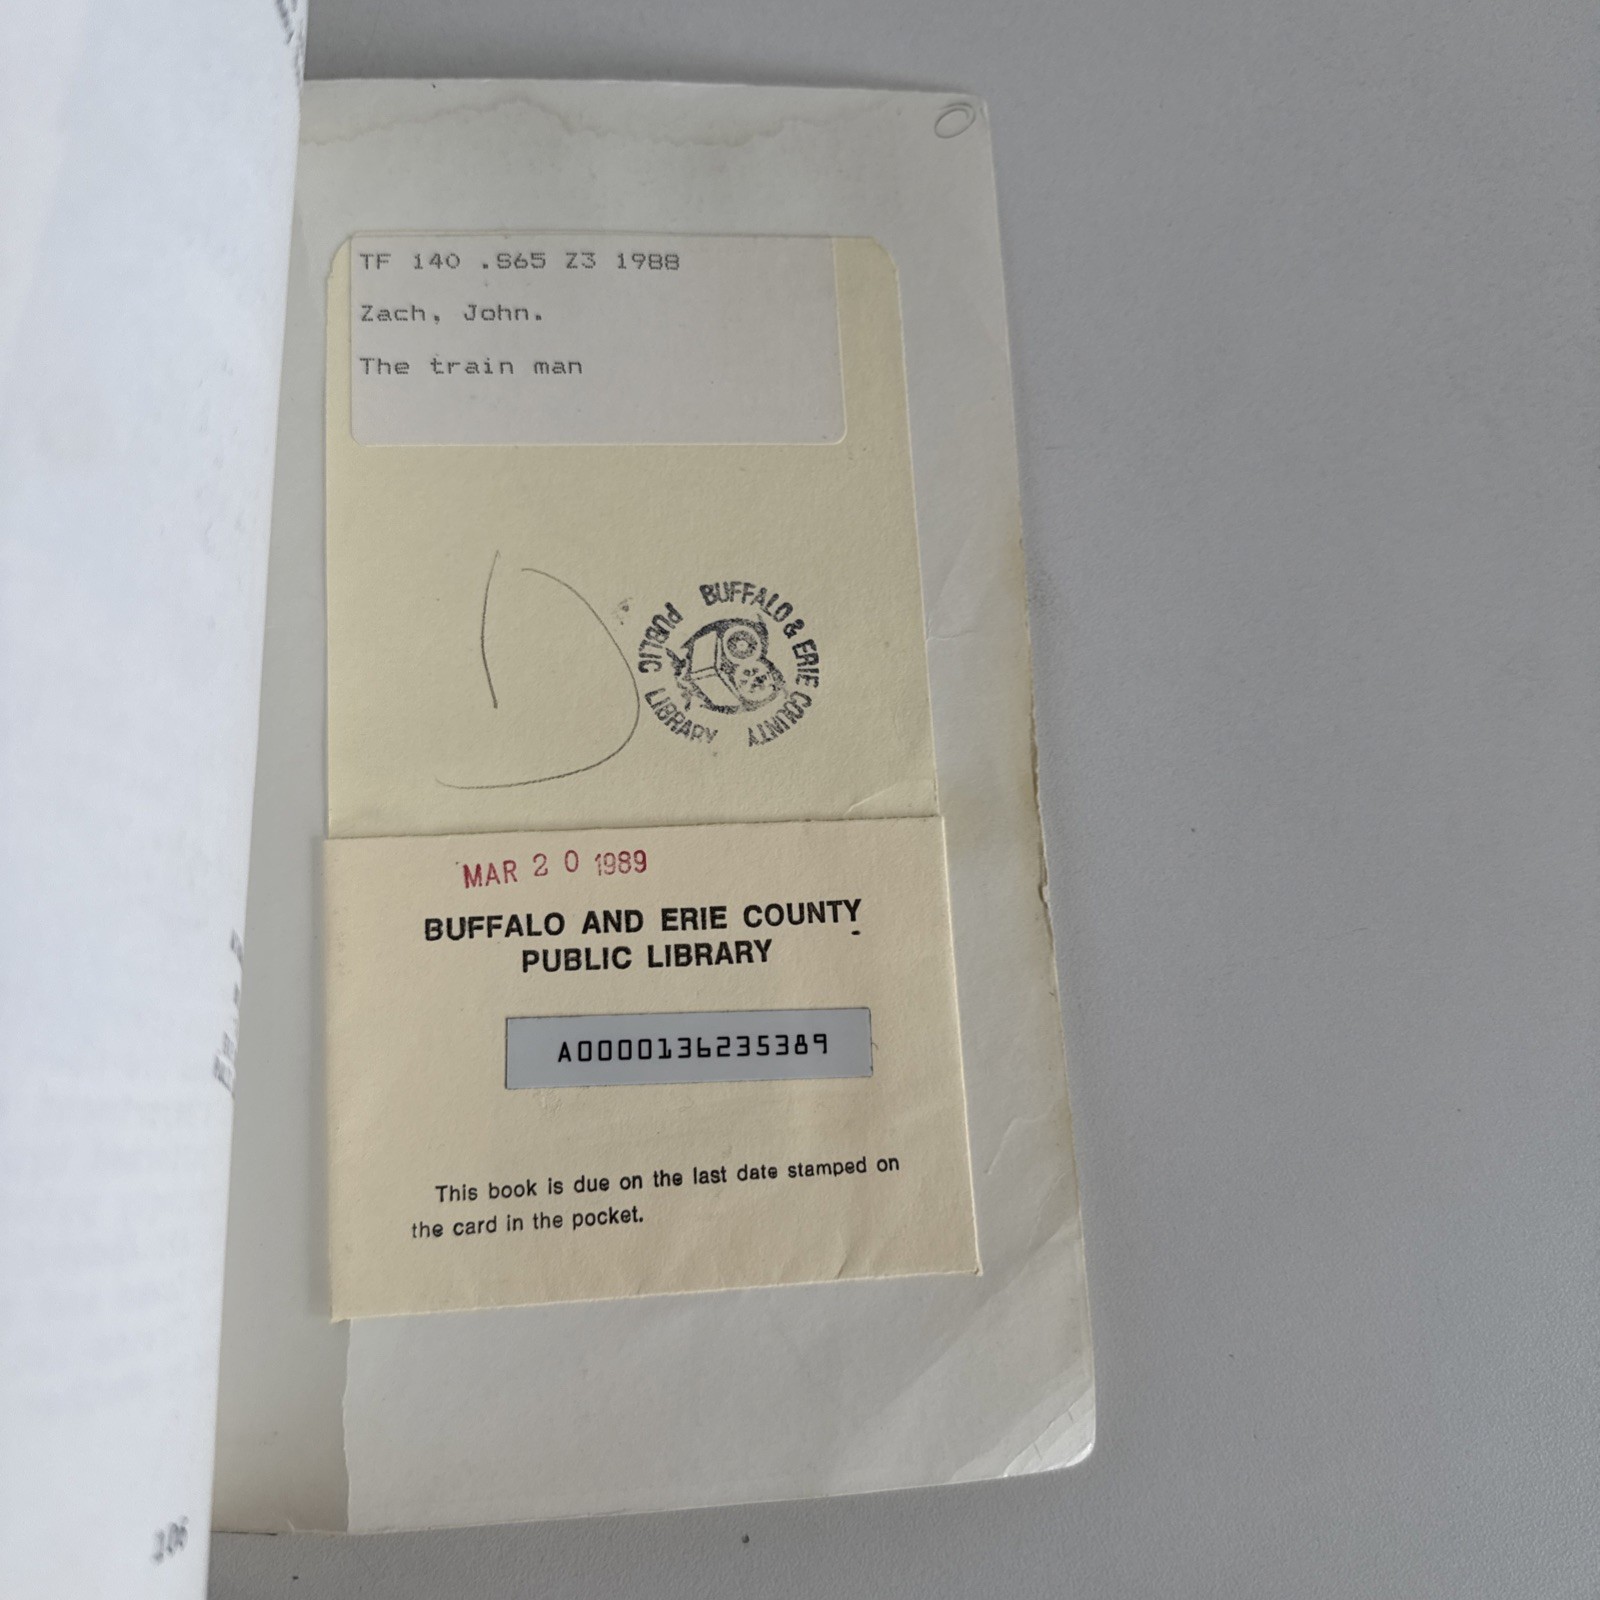 TF 140 .S65 Z3 1988
Zach, John.
The train man
D
BUFFALO & ERIE COUNTY PUBLIC LIBRARY
MAR 20 1989
BUFFALO AND ERIE COUNTY
PUBLIC LIBRARY
A0000136235389
This book is due on the last date stamped on
the card in the pocket.